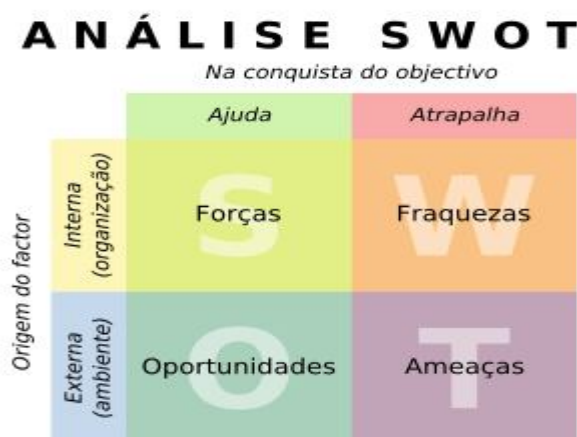 ANÁLISE SWOT
Na conquista do objectivo
Ajuda
Atrapalha
Origem do factor
Interna
(organização)
S
Forças
W
Fraquezas
Externa
(ambiente)
O
Oportunidades
T
Ameaças